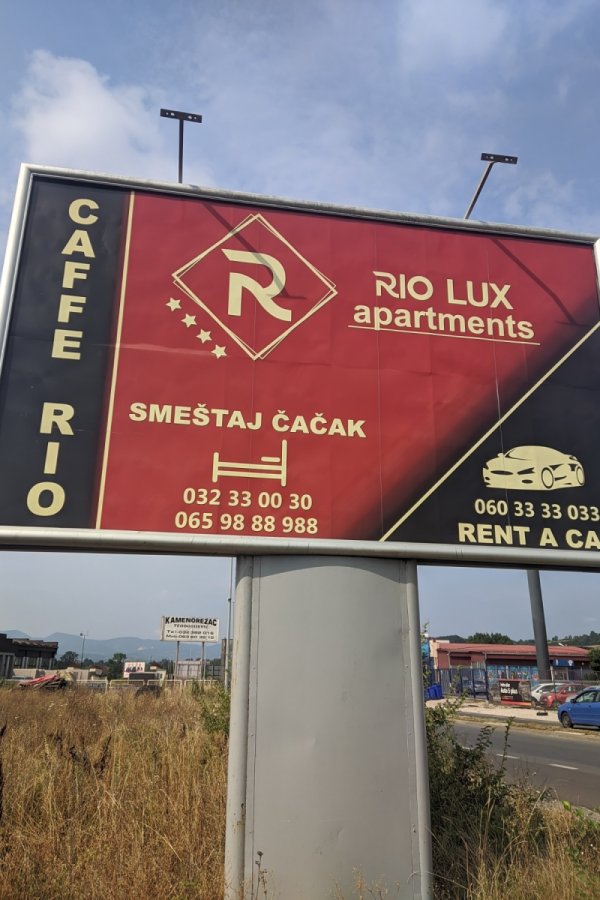 CAFFE RIO
R
RIO LUX
apartments
SMEŠTAJ ČAČAK
032 33 00 30
065 98 88 988
060 33 33 033
RENT A CA
KAMENOREZAC